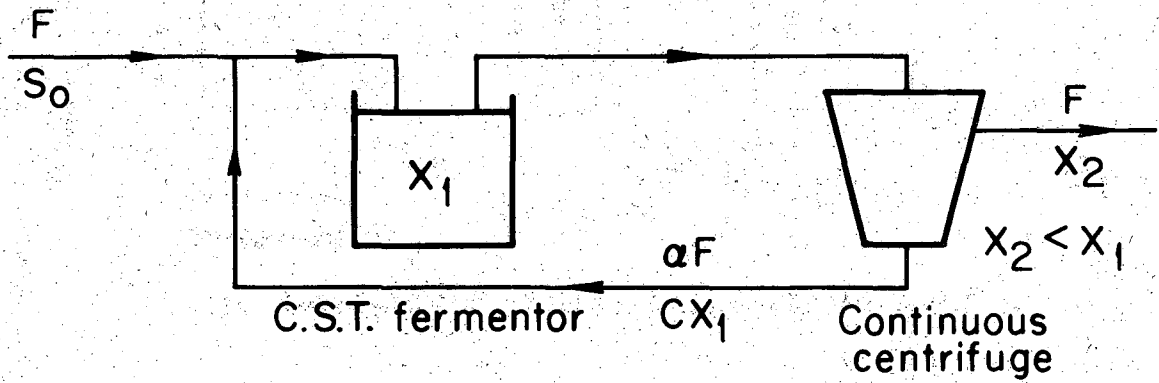 F
S₀
X₁
F
X₂
X₂ < X₁
αF
CX₁
C.S.T. fermentor
Continuous
centrifuge